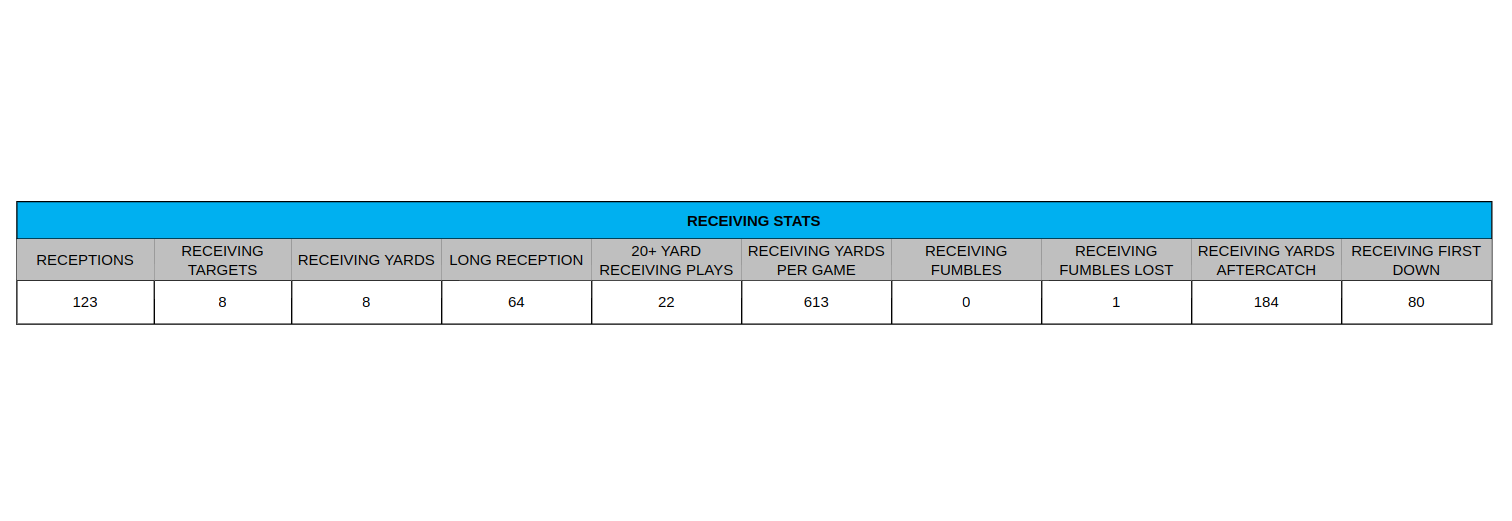 RECEIVING STATS
RECEPTIONS
RECEIVING
TARGETS
RECEIVING YARDS
LONG RECEPTION
20+ YARD
RECEIVING PLAYS
RECEIVING YARDS
PER GAME
RECEIVING
FUMBLES
RECEIVING
FUMBLES LOST
RECEIVING YARDS
AFTERCATCH
RECEIVING FIRST
DOWN
123
8
8
64
22
613
0
1
184
80